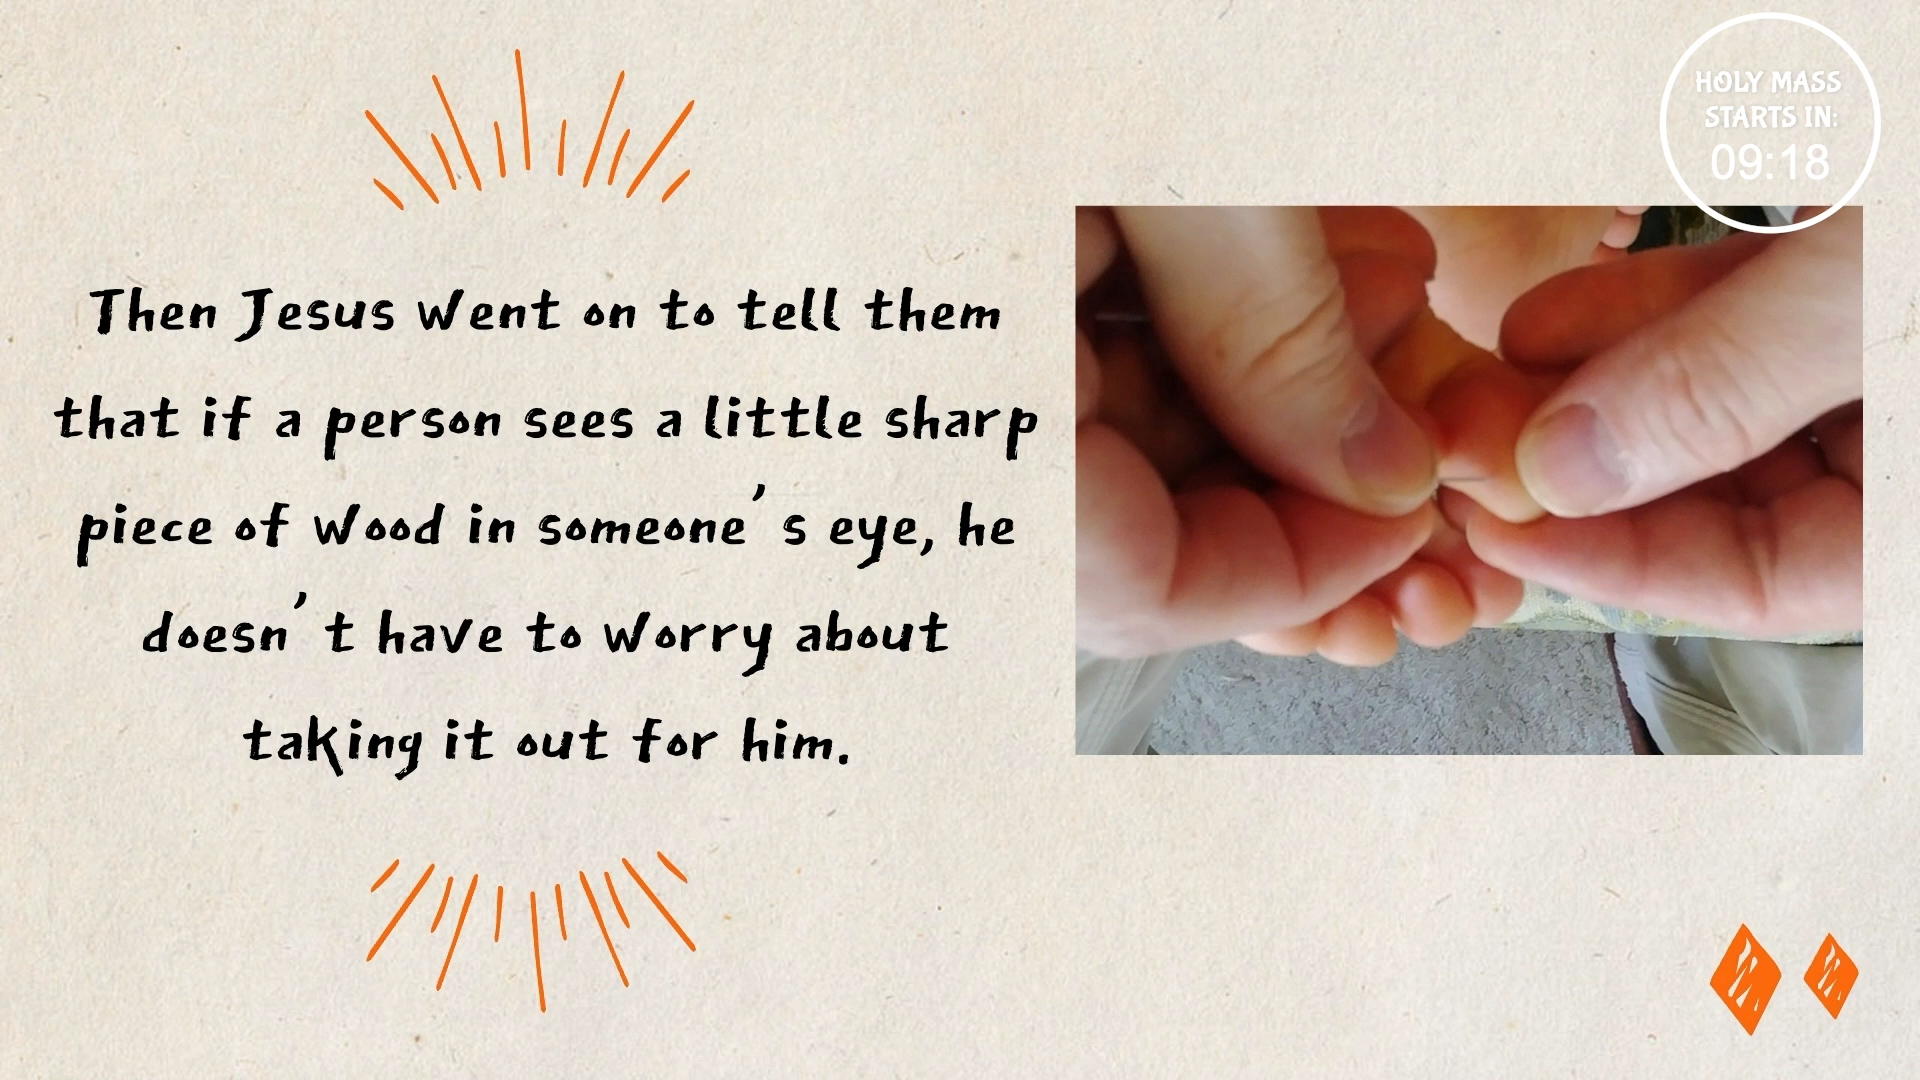 HOLY MASS
STARTS IN:
09:18
Then Jesus went on to tell them
that if a person sees a little sharp
piece of wood in someone's eye, he
doesn't have to worry about
taking it out for him.